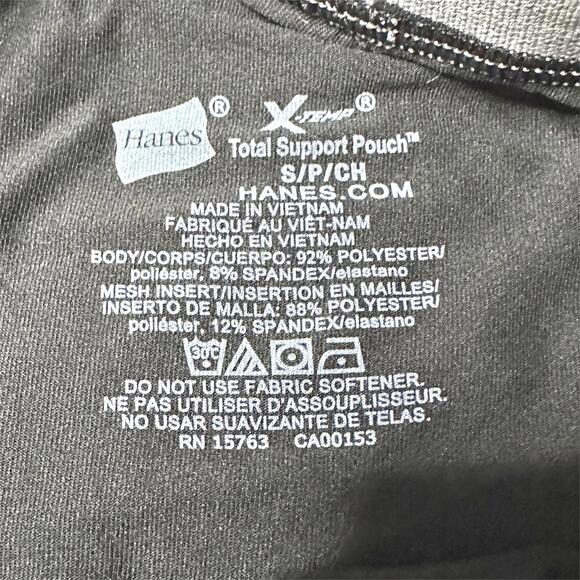 Hanes ® X-TEMP ®
Total Support Pouch™
S/P/CH
HANES.COM
MADE IN VIETNAM
FABRIQUÉ AU VIÊT-NAM
HECHO EN VIETNAM
BODY/CORPS/CUERPO: 92% POLYESTER/
poliéster, 8% SPANDEX/elastano
MESH INSERT/INSERTION EN MAILLES/
INSERTO DE MALLA: 88% POLYESTER/
poliéster, 12% SPANDEX/elastano
30C
DO NOT USE FABRIC SOFTENER.
NE PAS UTILISER D'ASSOUPLISSEUR.
NO USAR SUAVIZANTE DE TELAS.
RN 15763 CA00153